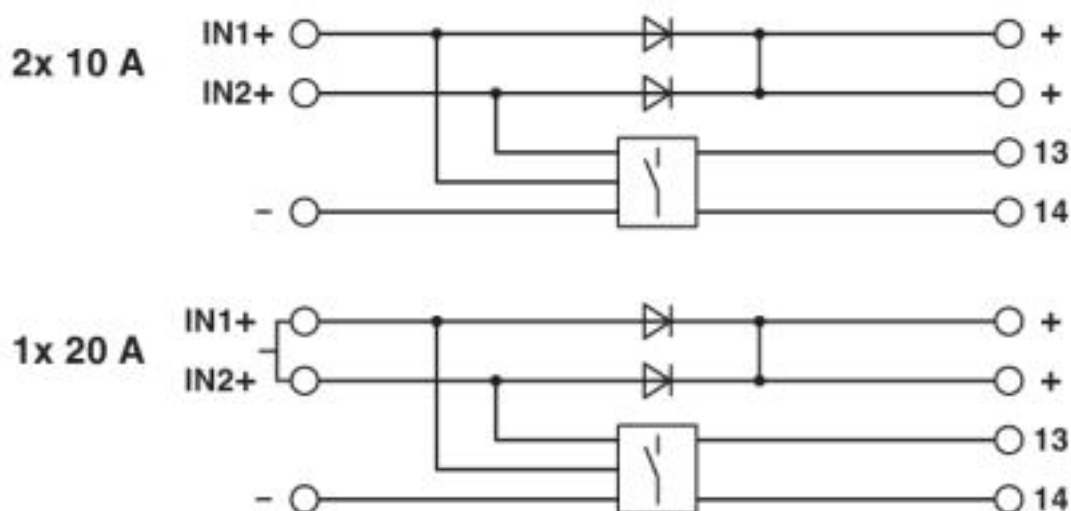 IN1+ +
2x 10 A
IN2+ +
13
– 14
IN1+ +
1x 20 A
IN2+ +
13
– 14